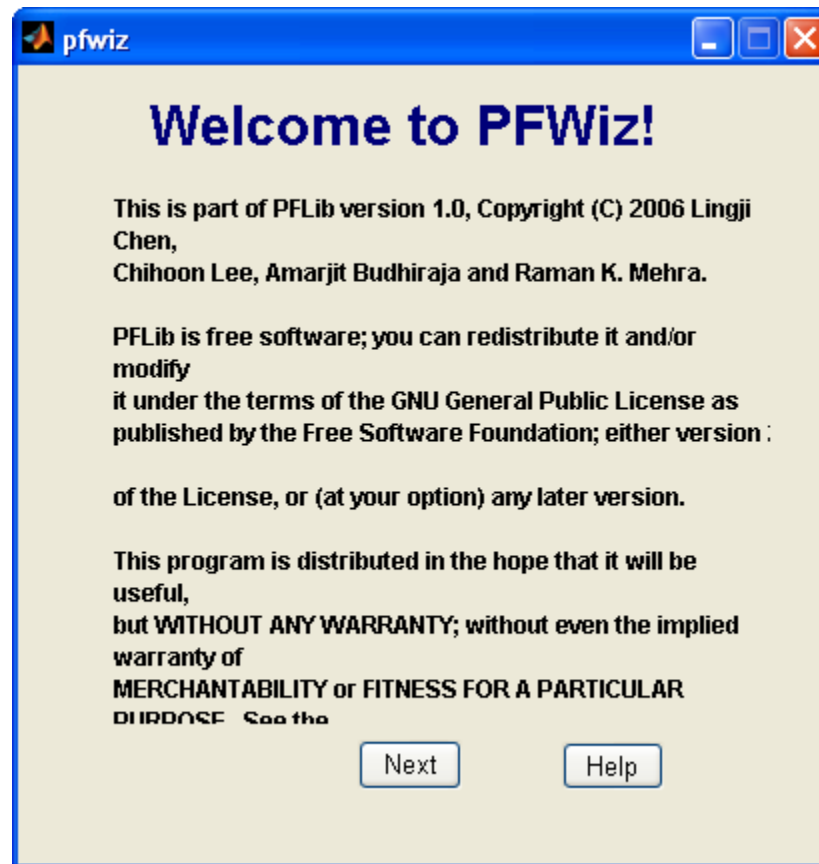 pfwiz
Welcome to PFWiz!
This is part of PFLib version 1.0, Copyright (C) 2006 Lingji
Chen,
Chihoon Lee, Amarjit Budhiraja and Raman K. Mehra.
PFLib is free software; you can redistribute it and/or
modify
it under the terms of the GNU General Public License as
published by the Free Software Foundation; either version
of the License, or (at your option) any later version.
This program is distributed in the hope that it will be
useful,
but WITHOUT ANY WARRANTY; without even the implied
warranty of
MERCHANTABILITY or FITNESS FOR A PARTICULAR
PURPOSE. See the
Next
Help